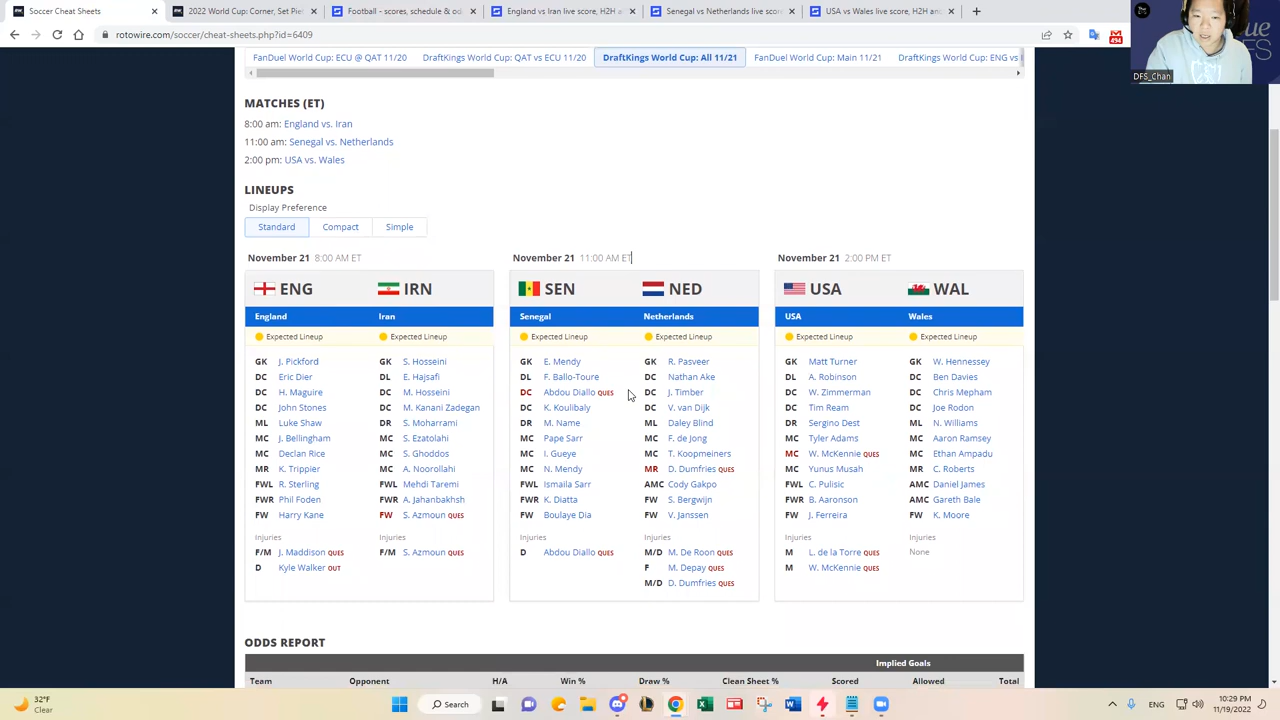 Soccer Cheat Sheets
2022 World Cup: Corner, Set Pie
Football - scores, schedule & sc
England vs Iran live score, H2H a
Senegal vs Netherlands live scor
USA vs Wales live score, H2H an
rotowire.com/soccer/cheat-sheets.php?id=6409
494
DFS_Chan
FanDuel World Cup: ECU @ QAT 11/20
DraftKings World Cup: QAT vs ECU 11/20
DraftKings World Cup: All 11/21
FanDuel World Cup: Main 11/21
DraftKings World Cup: ENG vs
MATCHES (ET)
8:00 am: England vs. Iran
11:00 am: Senegal vs. Netherlands
2:00 pm: USA vs. Wales
LINEUPS
Display Preference
Standard
Compact
Simple
November 21 8:00 AM ET
ENG
IRN
England
Iran
Expected Lineup
Expected Lineup
GK J. Pickford
GK S. Hosseini
DC Eric Dier
DL E. Hajsafi
DC H. Maguire
DC M. Hosseini
DC John Stones
DC M. Kanani Zadegan
ML Luke Shaw
DR S. Moharrami
MC J. Bellingham
MC S. Ezatolahi
MC Declan Rice
MC S. Ghoddos
MR K. Trippier
MC A. Noorollahi
FWL R. Sterling
FWL Mehdi Taremi
FWR Phil Foden
FWR A. Jahanbakhsh
FW Harry Kane
FW S. Azmoun QUES
Injuries
Injuries
F/M J. Maddison QUES
F/M S. Azmoun QUES
D Kyle Walker OUT
November 21 11:00 AM ET
SEN
NED
Senegal
Netherlands
Expected Lineup
Expected Lineup
GK E. Mendy
GK R. Pasveer
DL F. Ballo-Toure
DC Nathan Ake
DC Abdou Diallo QUES
DC J. Timber
DC K. Koulibaly
DC V. van Dijk
DR M. Name
ML Daley Blind
MC Pape Sarr
MC F. de Jong
MC I. Gueye
MC T. Koopmeiners
MC N. Mendy
MR D. Dumfries QUES
FWL Ismaila Sarr
AMC Cody Gakpo
FWR K. Diatta
FW S. Bergwijn
FW Boulaye Dia
FW V. Janssen
Injuries
Injuries
D Abdou Diallo QUES
M/D M. De Roon QUES
F M. Depay QUES
M/D D. Dumfries QUES
November 21 2:00 PM ET
USA
WAL
USA
Wales
Expected Lineup
Expected Lineup
GK Matt Turner
GK W. Hennessey
DL A. Robinson
DC Ben Davies
DC W. Zimmerman
DC Chris Mepham
DC Tim Ream
DC Joe Rodon
DR Sergino Dest
ML N. Williams
MC Tyler Adams
MC Aaron Ramsey
MC W. McKennie QUES
MC Ethan Ampadu
MC Yunus Musah
MR C. Roberts
FWL C. Pulisic
AMC Daniel James
FWR B. Aaronson
AMC Gareth Bale
FW J. Ferreira
FW K. Moore
Injuries
Injuries
M L. de la Torre QUES
None
M W. McKennie QUES
ODDS REPORT
Implied Goals
Team Opponent H/A Win % Draw % Clean Sheet % Scored Allowed Total
32°F
Clear
Search
ENG
10:29 PM
11/19/2022